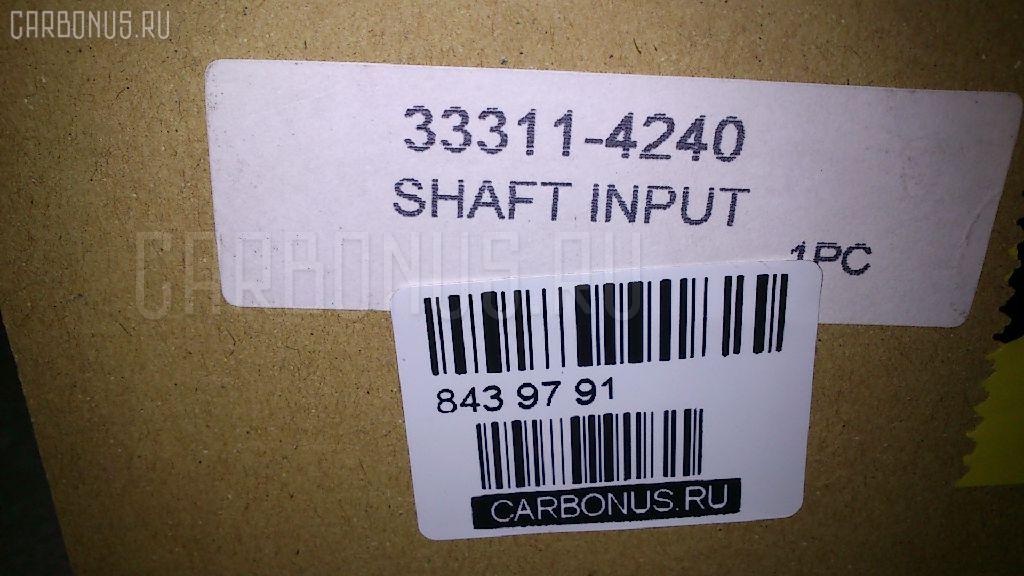 CARBONUS.RU
33311-4240
SHAFT INPUT
1PC
CARBONUS.RU
843 97 91
CARBONUS.RU